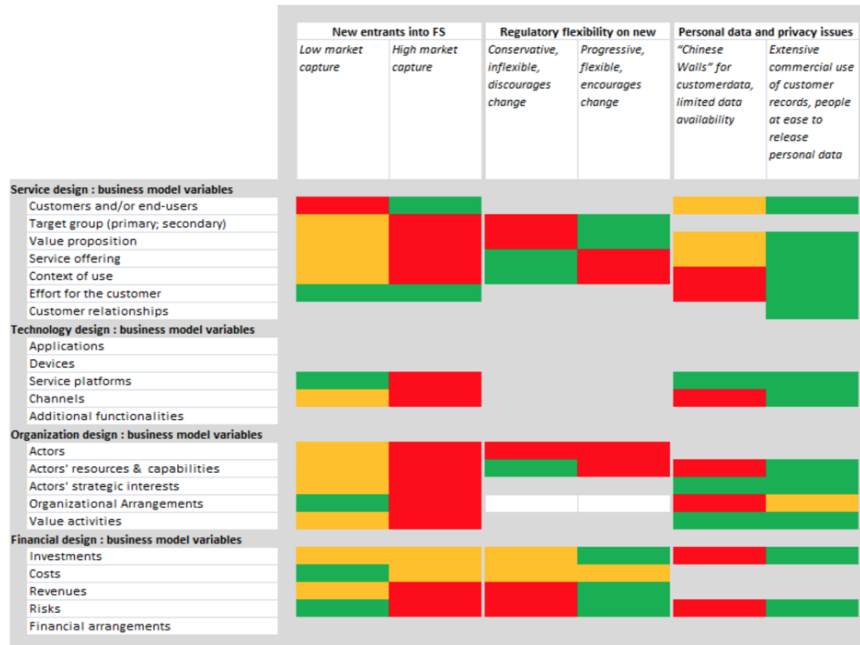 New entrants into FS Regulatory flexibility on new Personal data and privacy issues
Low market capture
High market capture
Conservative, inflexible, discourages change
Progressive, flexible, encourages change
"Chinese Walls" for customerdata, limited data availability
Extensive commercial use of customer records, people at ease to release personal data
Service design : business model variables
Customers and/or end-users
Target group (primary; secondary)
Value proposition
Service offering
Context of use
Effort for the customer
Customer relationships
Technology design : business model variables
Applications
Devices
Service platforms
Channels
Additional functionalities
Organization design : business model variables
Actors
Actors' resources & capabilities
Actors' strategic interests
Organizational Arrangements
Value activities
Financial design : business model variables
Investments
Costs
Revenues
Risks
Financial arrangements